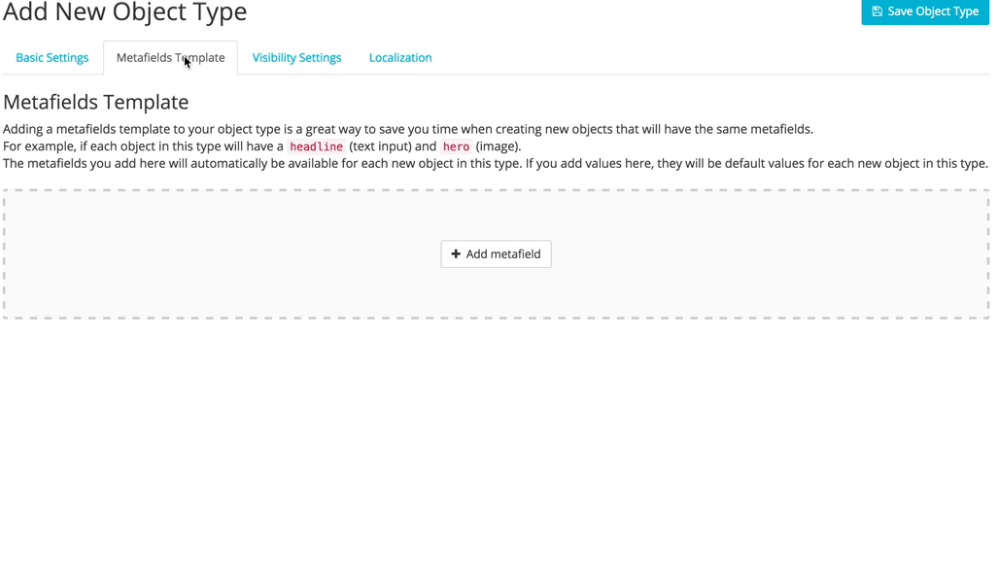 Add New Object Type
Save Object Type
Basic Settings
Metafields Template
Visibility Settings
Localization
Metafields Template
Adding a metafields template to your object type is a great way to save you time when creating new objects that will have the same metafields.
For example, if each object in this type will have a headline (text input) and hero (image).
The metafields you add here will automatically be available for each new object in this type. If you add values here, they will be default values for each new object in this type.
Add metafield